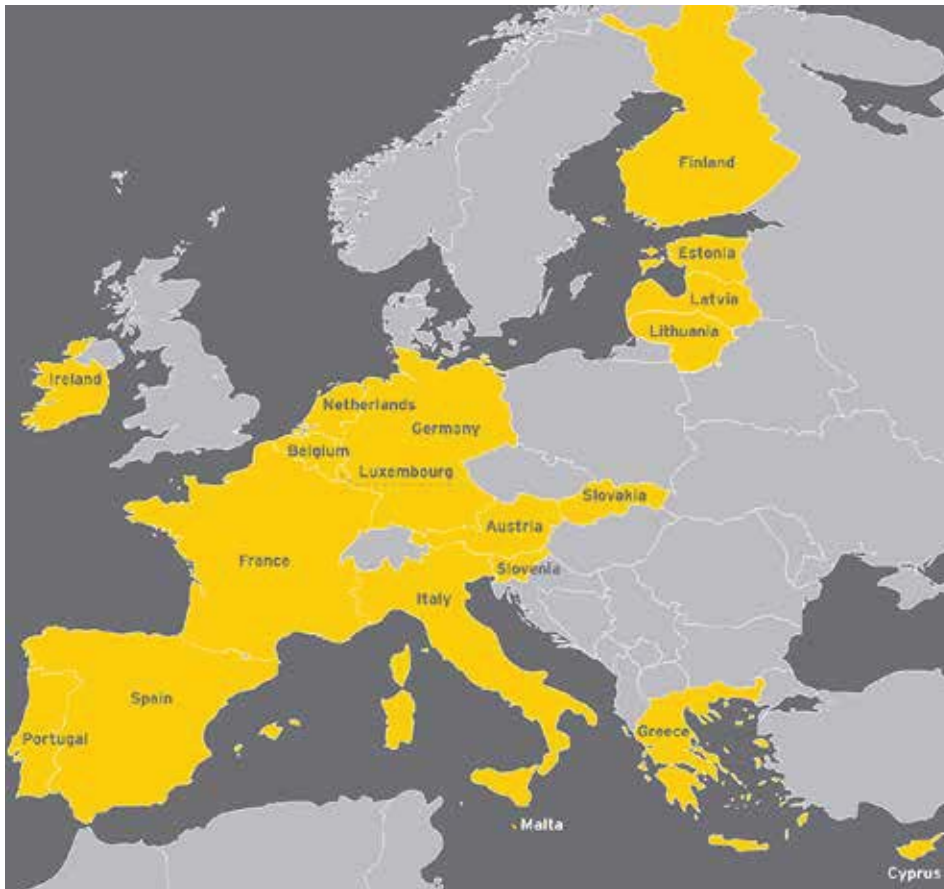 Finland
Estonia
Latvia
Lithuania
Ireland
Netherlands
Germany
Belgium
Luxembourg
Slovakia
Austria
France
Slovenia
Italy
Spain
Portugal
Greece
Malta
Cyprus